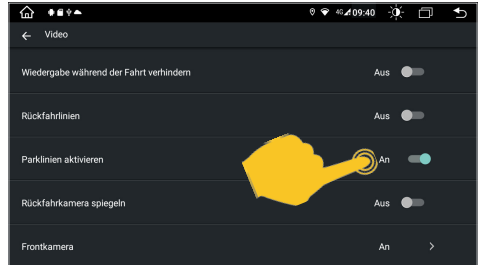 4G 09:40
Video
Wiedergabe während der Fahrt verhindern Aus
Rückfahrlinien Aus
Parklinien aktivieren An
Rückfahrkamera spiegeln Aus
Frontkamera An